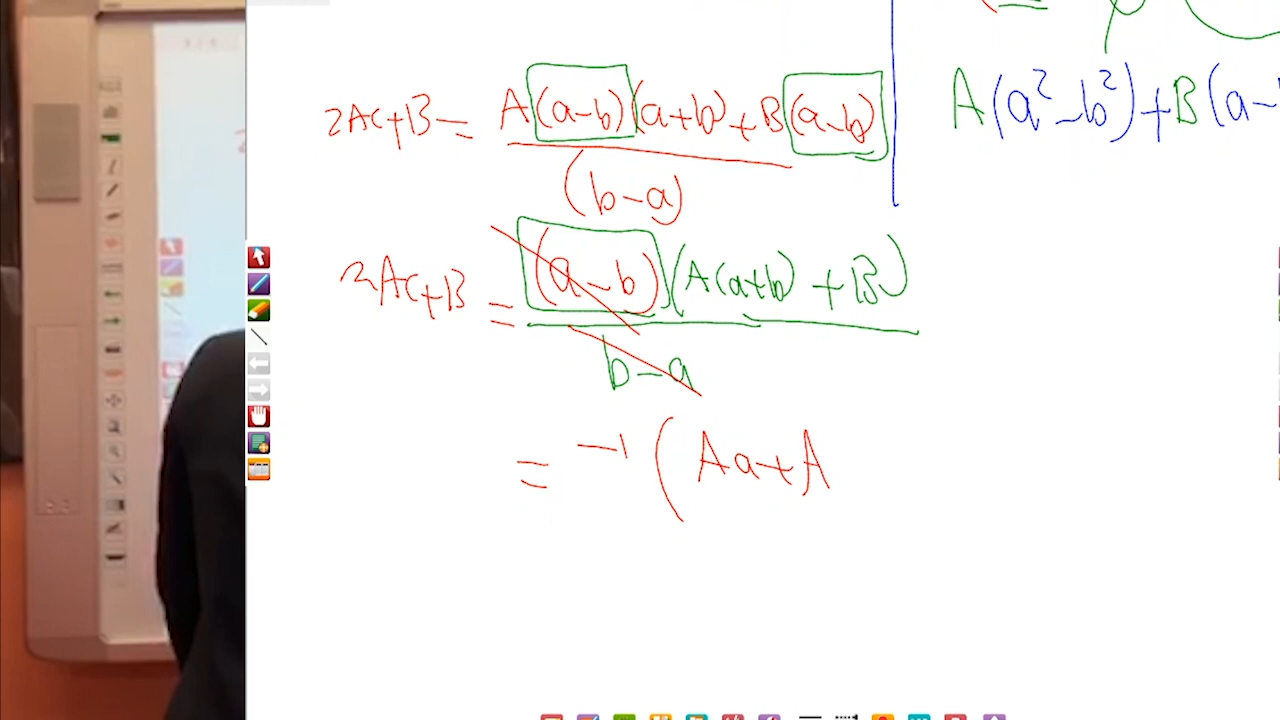 2Ac+B = A(a-b)(a+b)+B(a-b)
(b-a)
2Ac+B = (a-b)(A(a+b)+B)
b-a
= -1 (Aa+A
A(a²-b²)+B(a-